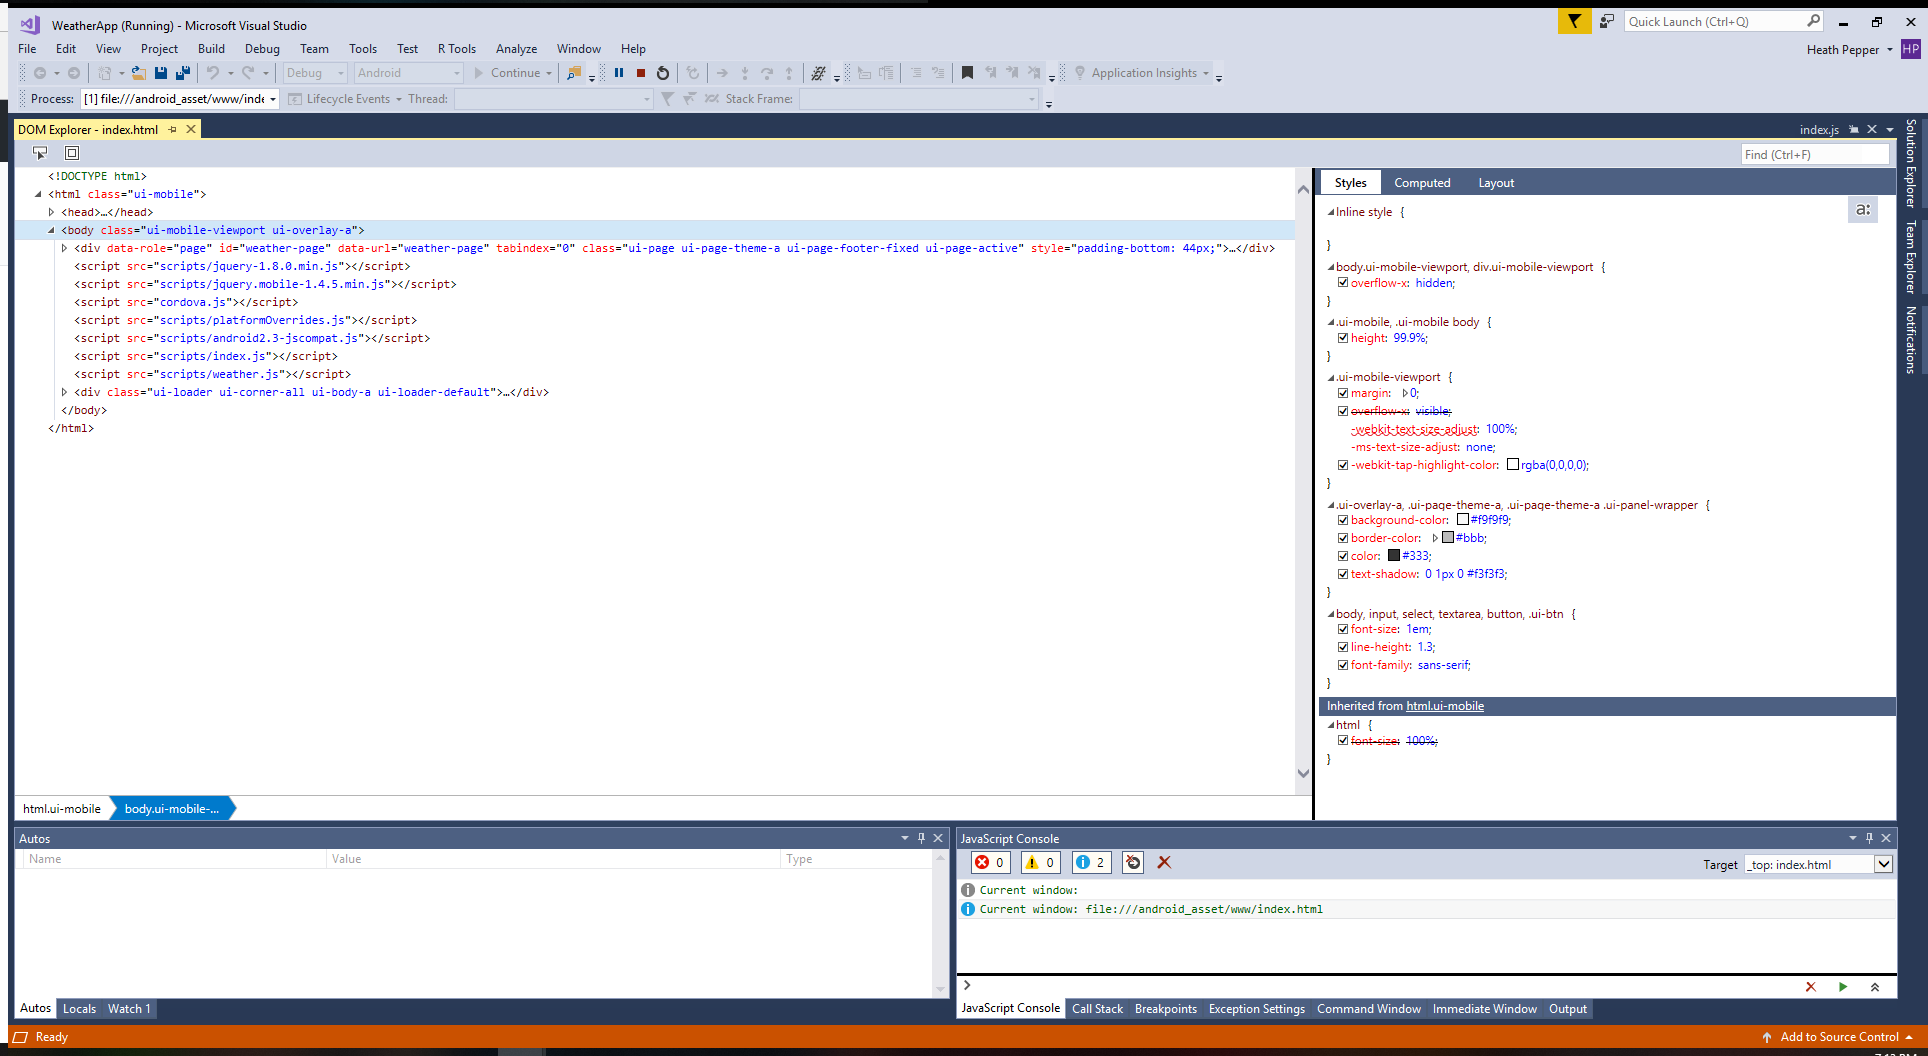 WeatherApp (Running) - Microsoft Visual Studio
Quick Launch (Ctrl+Q)
File Edit View Project Build Debug Team Tools Test R Tools Analyze Window Help
Heath Pepper HP
Debug Android Continue Application Insights
Process: [1] file:///android_asset/www/inde Lifecycle Events Thread: Stack Frame:
DOM Explorer - index.html
index.js
Find (Ctrl+F)
Solution Explorer
Team Explorer
Notifications
<!DOCTYPE html>
<html class="ui-mobile">
<head>…</head>
<body class="ui-mobile-viewport ui-overlay-a">
<div data-role="page" id="weather-page" data-url="weather-page" tabindex="0" class="ui-page ui-page-theme-a ui-page-footer-fixed ui-page-active" style="padding-bottom: 44px;">…</div>
<script src="scripts/jquery-1.8.0.min.js"></script>
<script src="scripts/jquery.mobile-1.4.5.min.js"></script>
<script src="cordova.js"></script>
<script src="scripts/platformOverrides.js"></script>
<script src="scripts/android2.3-jscompat.js"></script>
<script src="scripts/index.js"></script>
<script src="scripts/weather.js"></script>
<div class="ui-loader ui-corner-all ui-body-a ui-loader-default">…</div>
</body>
</html>
html.ui-mobile body.ui-mobile-...
Styles Computed Layout
a:
Inline style {
}
body.ui-mobile-viewport, div.ui-mobile-viewport {
overflow-x: hidden;
}
.ui-mobile, .ui-mobile body {
height: 99.9%;
}
.ui-mobile-viewport {
margin: 0;
overflow-x: visible;
-webkit-text-size-adjust: 100%;
-ms-text-size-adjust: none;
-webkit-tap-highlight-color: rgba(0,0,0,0);
}
.ui-overlay-a, .ui-page-theme-a, .ui-page-theme-a .ui-panel-wrapper {
background-color: #f9f9f9;
border-color: #bbb;
color: #333;
text-shadow: 0 1px 0 #f3f3f3;
}
body, input, select, textarea, button, .ui-btn {
font-size: 1em;
line-height: 1.3;
font-family: sans-serif;
}
Inherited from html.ui-mobile
html {
font-size: 100%;
}
Autos
Name Value Type
Autos Locals Watch 1
JavaScript Console
0 0 2
Target _top: index.html
Current window:
Current window: file:///android_asset/www/index.html
JavaScript Console Call Stack Breakpoints Exception Settings Command Window Immediate Window Output
Ready
Add to Source Control